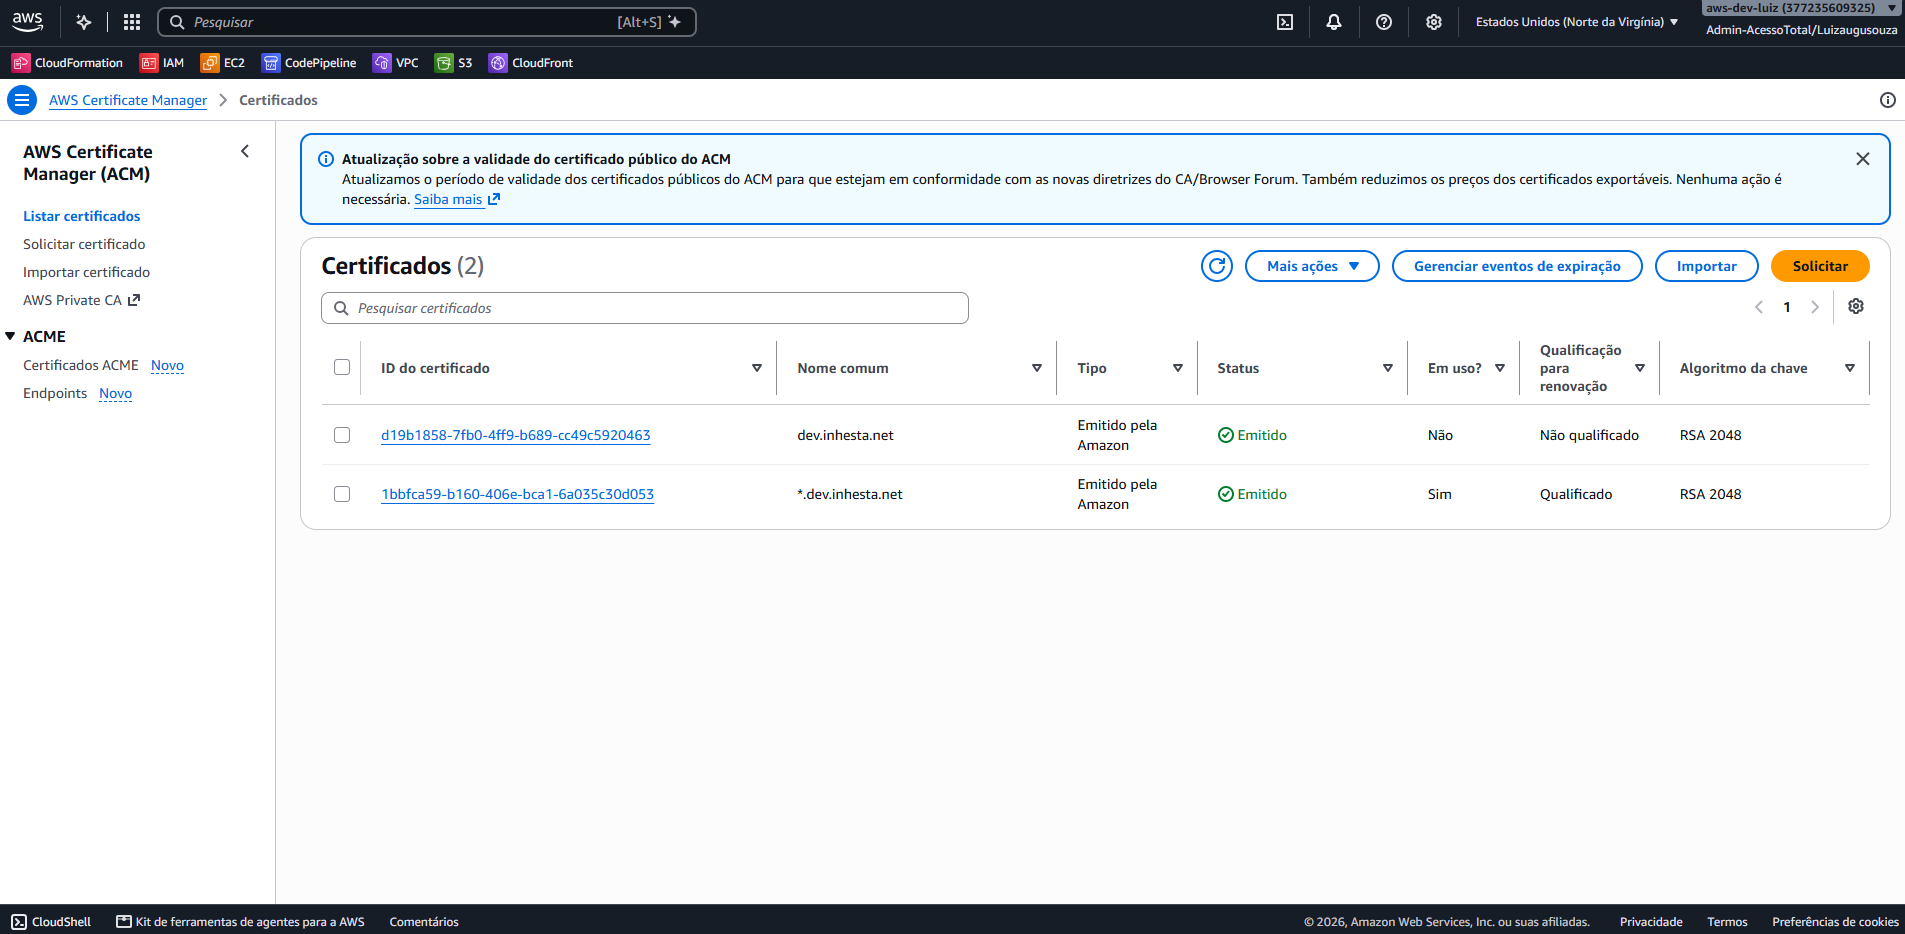 aws
Pesquisar
[Alt+S]
Estados Unidos (Norte da Virgínia)
aws-dev-luiz (377235609325)
Admin-AcessoTotal/Luizaugusouza
CloudFormation
IAM
EC2
CodePipeline
VPC
S3
CloudFront
AWS Certificate Manager
Certificados
AWS Certificate
Manager (ACM)
Listar certificados
Solicitar certificado
Importar certificado
AWS Private CA
ACME
Certificados ACME Novo
Endpoints Novo
Atualização sobre a validade do certificado público do ACM
Atualizamos o período de validade dos certificados públicos do ACM para que estejam em conformidade com as novas diretrizes do CA/Browser Forum. Também reduzimos os preços dos certificados exportáveis. Nenhuma ação é
necessária. Saiba mais
Certificados (2)
Mais ações
Gerenciar eventos de expiração
Importar
Solicitar
Pesquisar certificados
1
ID do certificado
Nome comum
Tipo
Status
Em uso?
Qualificação
para
renovação
Algoritmo da chave
d19b1858-7fb0-4ff9-b689-cc49c5920463
dev.inhesta.net
Emitido pela
Amazon
Emitido
Não
Não qualificado
RSA 2048
1bbfca59-b160-406e-bca1-6a035c30d053
*.dev.inhesta.net
Emitido pela
Amazon
Emitido
Sim
Qualificado
RSA 2048
CloudShell
Kit de ferramentas de agentes para a AWS
Comentários
© 2026, Amazon Web Services, Inc. ou suas afiliadas.
Privacidade
Termos
Preferências de cookies